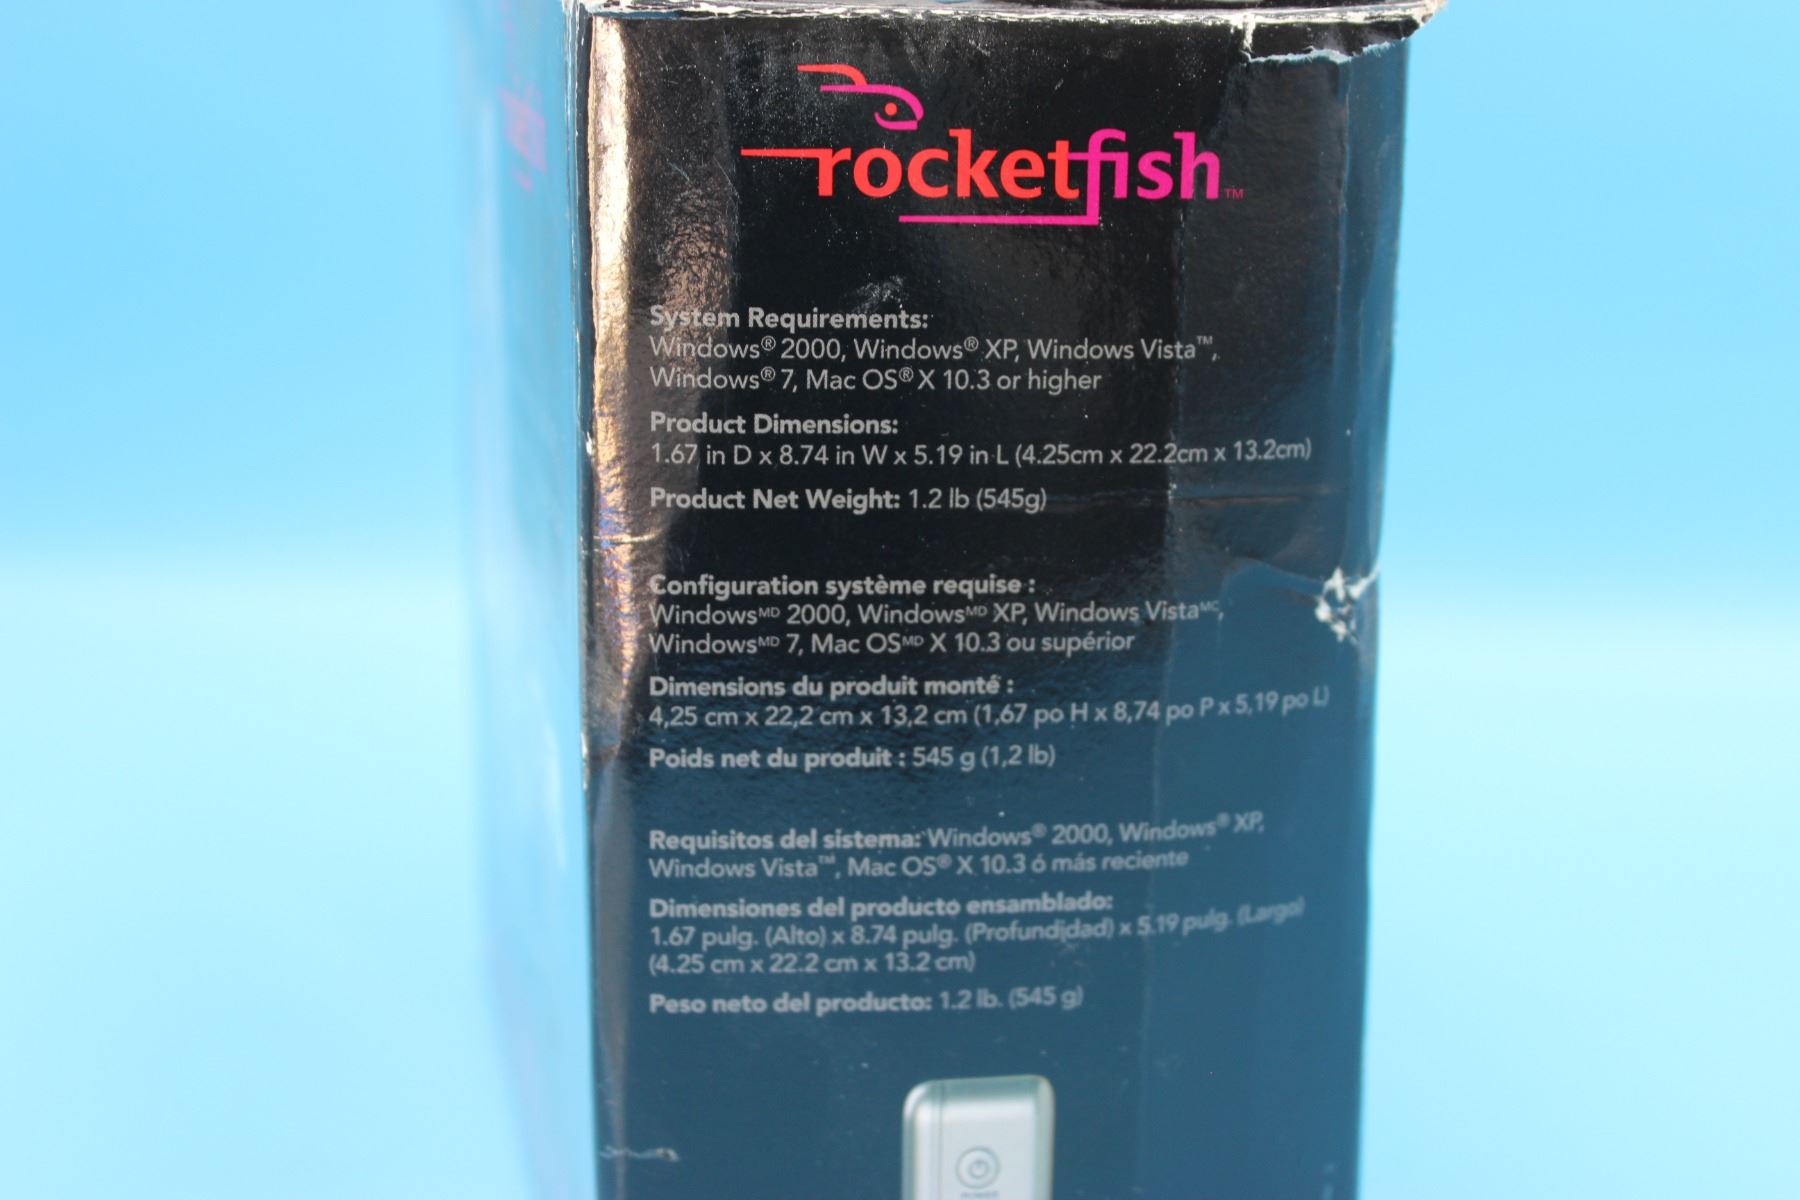 rocketfish™
System Requirements:
Windows® 2000, Windows® XP, Windows Vista™,
Windows® 7, Mac OS® X 10.3 or higher
Product Dimensions:
1.67 in D x 8.74 in W x 5.19 in L (4.25cm x 22.2cm x 13.2cm)
Product Net Weight: 1.2 lb (545g)
Configuration système requise :
Windowsᴹᴰ 2000, Windowsᴹᴰ XP, Windows Vistaᴹᶜ,
Windowsᴹᴰ 7, Mac OSᴹᴰ X 10.3 ou supérior
Dimensions du produit monté :
4,25 cm x 22,2 cm x 13,2 cm (1,67 po H x 8,74 po P x 5,19 po L)
Poids net du produit : 545 g (1,2 lb)
Requisitos del sistema: Windows® 2000, Windows® XP,
Windows Vista™, Mac OS® X 10.3 ó más reciente
Dimensiones del producto ensamblado:
1.67 pulg. (Alto) x 8.74 pulg. (Profundidad) x 5.19 pulg. (Largo)
(4.25 cm x 22.2 cm x 13.2 cm)
Peso neto del producto: 1.2 lb. (545 g)